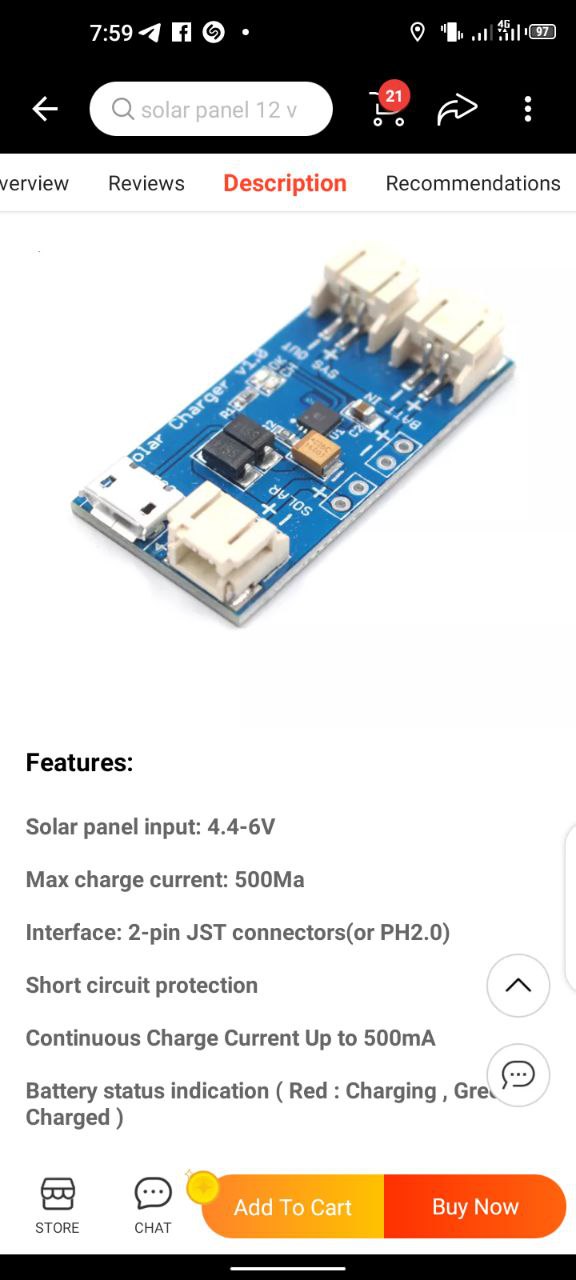 7:59
4G
97
solar panel 12 v
21
verview
Reviews
Description
Recommendations
SYS OUT
olar Charger v1.0
OK
BATT IN
SOLAR
Features:
Solar panel input: 4.4-6V
Max charge current: 500Ma
Interface: 2-pin JST connectors(or PH2.0)
Short circuit protection
Continuous Charge Current Up to 500mA
Battery status indication ( Red : Charging , Gre
Charged )
STORE
CHAT
Add To Cart
Buy Now